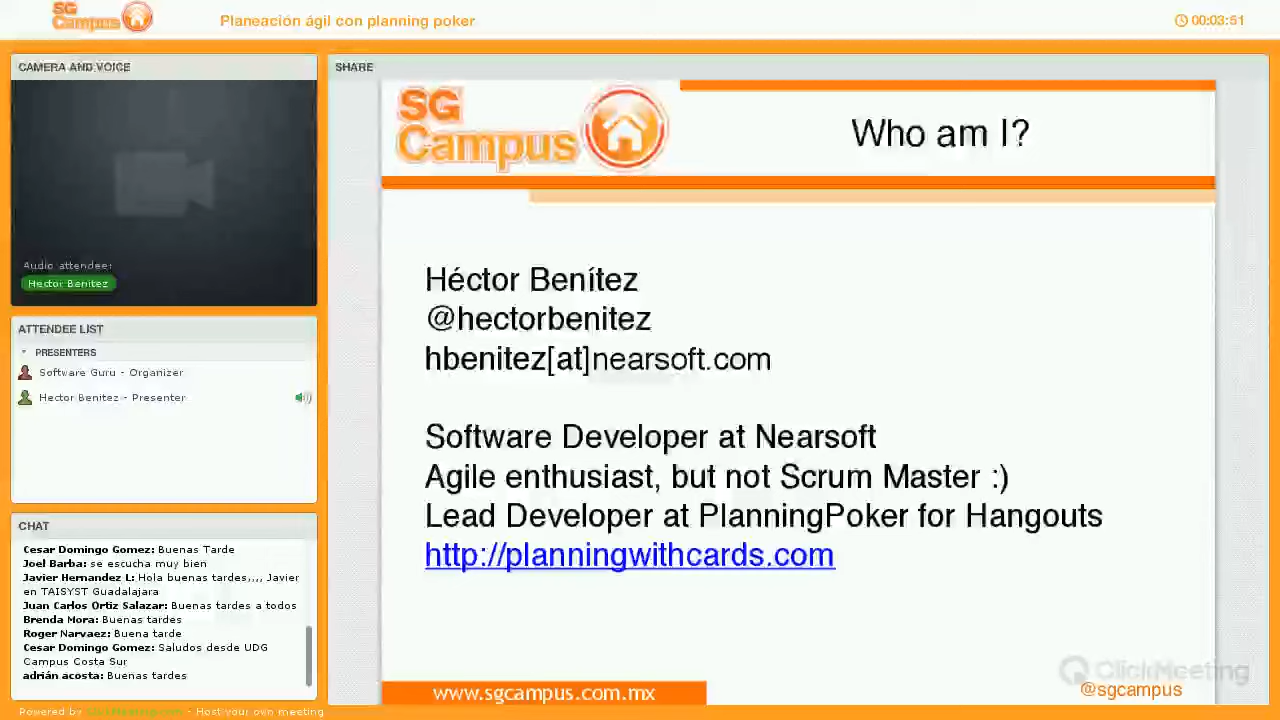 SG
Campus
Planeación ágil con planning poker
00:03:51
CAMERA AND VOICE
Audio attendee:
Hector Benitez
ATTENDEE LIST
PRESENTERS
Software Guru - Organizer
Hector Benitez - Presenter
CHAT
Cesar Domingo Gomez: Buenas Tarde
Joel Barba: se escucha muy bien
Javier Hernandez L: Hola buenas tardes,,,, Javier
en TAISYST Guadalajara
Juan Carlos Ortiz Salazar: Buenas tardes a todos
Brenda Mora: Buenas tardes
Roger Narvaez: Buena tarde
Cesar Domingo Gomez: Saludos desde UDG
Campus Costa Sur
adrián acosta: Buenas tardes
Powered by ClickMeeting.com - Host your own meeting
SHARE
SG
Campus
Who am I?
Héctor Benítez
@hectorbenitez
hbenitez[at]nearsoft.com
Software Developer at Nearsoft
Agile enthusiast, but not Scrum Master :)
Lead Developer at PlanningPoker for Hangouts
http://planningwithcards.com
ClickMeeting
www.sgcampus.com.mx
@sgcampus